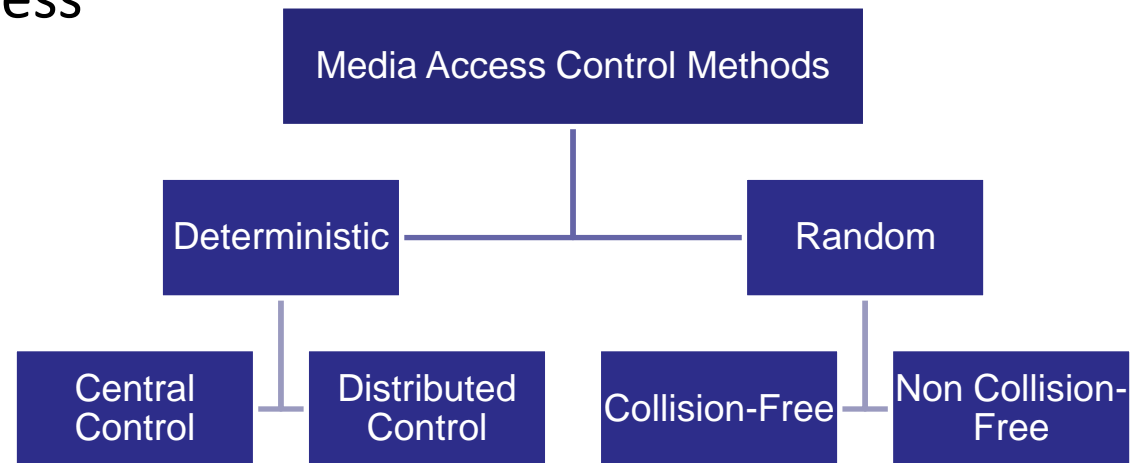 ess
Media Access Control Methods
Deterministic
Random
Central
Control
Distributed
Control
Collision-Free
Non Collision-
Free